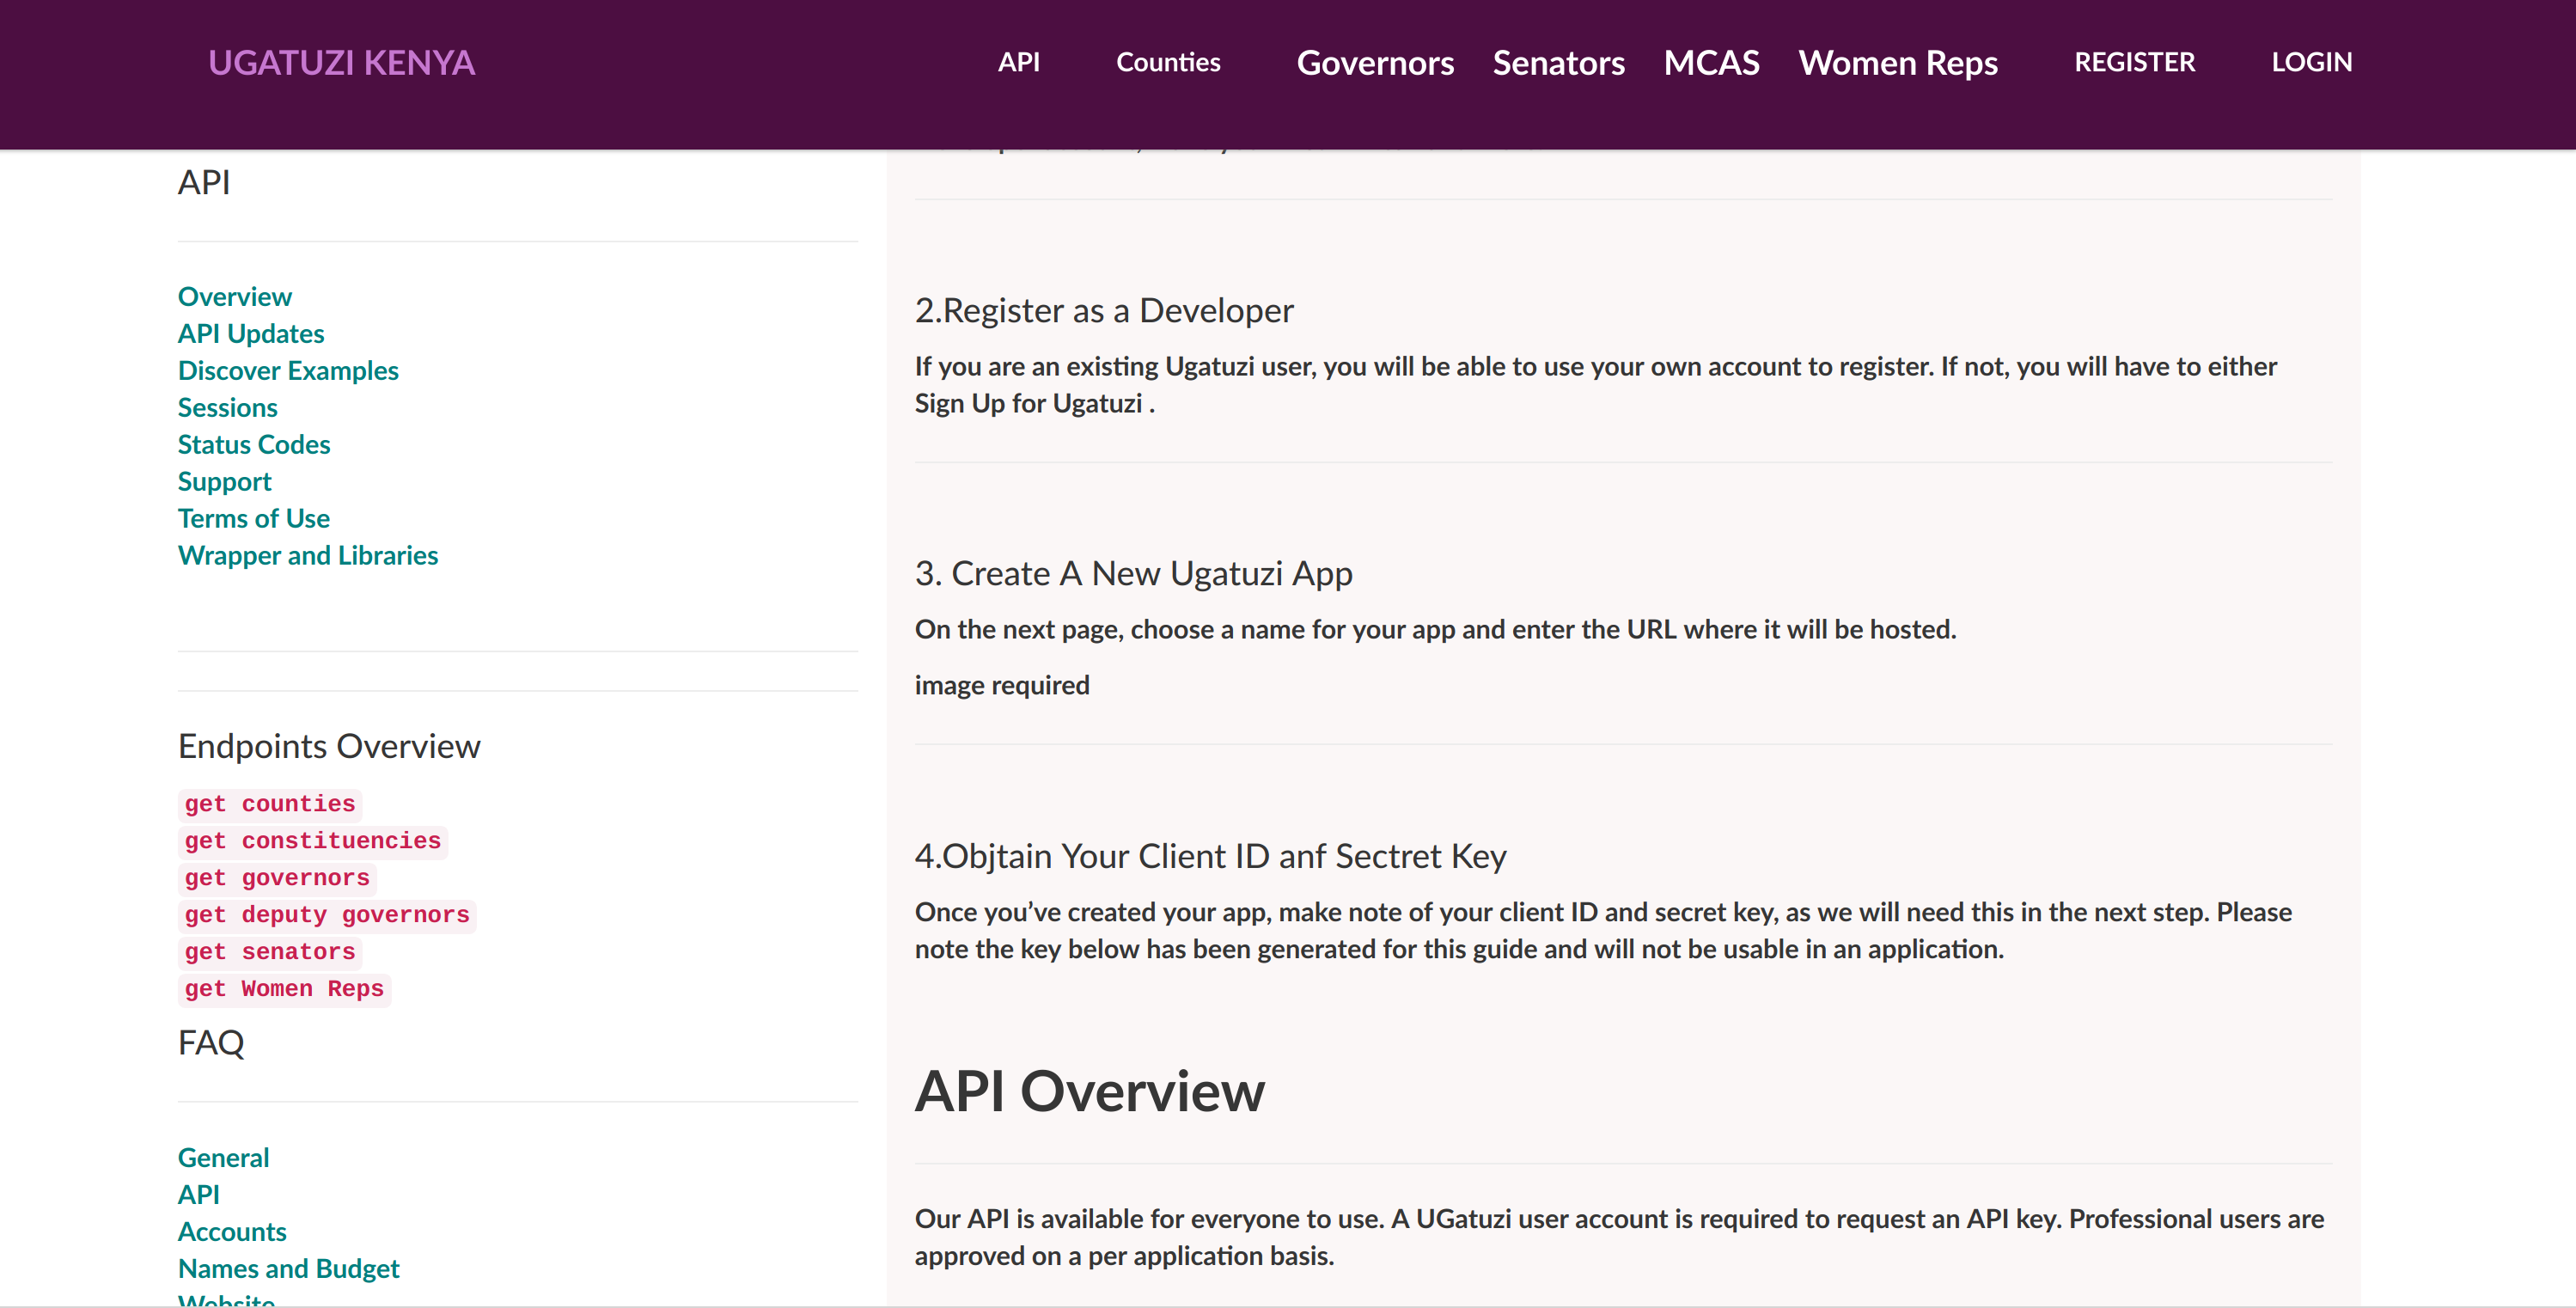 UGATUZI KENYA
API
Counties
Governors
Senators
MCAS
Women Reps
REGISTER
LOGIN
API
Overview
API Updates
Discover Examples
Sessions
Status Codes
Support
Terms of Use
Wrapper and Libraries
Endpoints Overview
get counties
get constituencies
get governors
get deputy governors
get senators
get Women Reps
FAQ
General
API
Accounts
Names and Budget
Website
2.Register as a Developer
If you are an existing Ugatuzi user, you will be able to use your own account to register. If not, you will have to either
Sign Up for Ugatuzi .
3. Create A New Ugatuzi App
On the next page, choose a name for your app and enter the URL where it will be hosted.
image required
4.Objtain Your Client ID anf Sectret Key
Once you’ve created your app, make note of your client ID and secret key, as we will need this in the next step. Please
note the key below has been generated for this guide and will not be usable in an application.
API Overview
Our API is available for everyone to use. A UGatuzi user account is required to request an API key. Professional users are
approved on a per application basis.